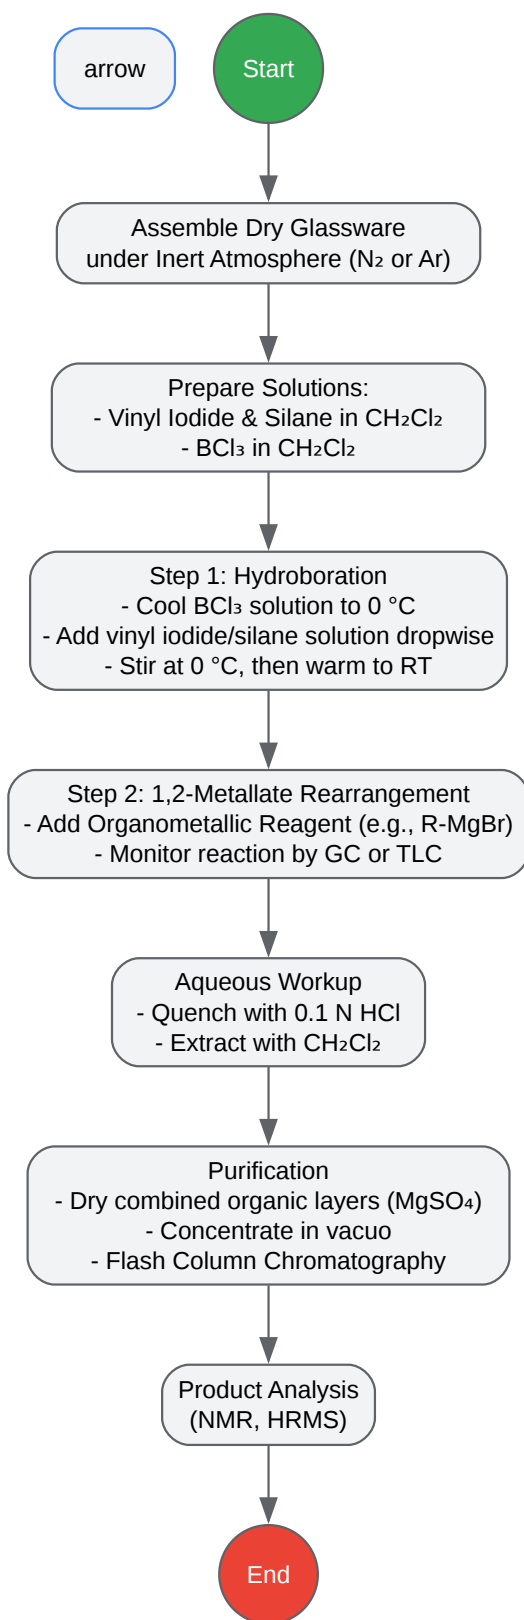 arrow
Start
Assemble Dry Glassware
under Inert Atmosphere (N₂ or Ar)
Prepare Solutions:
- Vinyl Iodide & Silane in CH₂Cl₂
- BCl₃ in CH₂Cl₂
Step 1: Hydroboration
- Cool BCl₃ solution to 0 °C
- Add vinyl iodide/silane solution dropwise
- Stir at 0 °C, then warm to RT
Step 2: 1,2-Metallate Rearrangement
- Add Organometallic Reagent (e.g., R-MgBr)
- Monitor reaction by GC or TLC
Aqueous Workup
- Quench with 0.1 N HCl
- Extract with CH₂Cl₂
Purification
- Dry combined organic layers (MgSO₄)
- Concentrate in vacuo
- Flash Column Chromatography
Product Analysis
(NMR, HRMS)
End